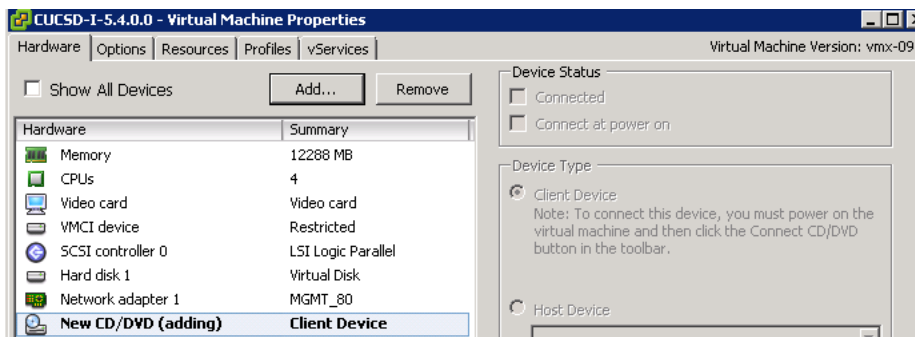 CUCSD-I-5.4.0.0 - Virtual Machine Properties
Hardware Options Resources Profiles vServices Virtual Machine Version: vmx-09
Show All Devices Add... Remove
Hardware Summary
Memory 12288 MB
CPUs 4
Video card Video card
VMCI device Restricted
SCSI controller 0 LSI Logic Parallel
Hard disk 1 Virtual Disk
Network adapter 1 MGMT_80
New CD/DVD (adding) Client Device
Device Status
Connected
Connect at power on
Device Type
Client Device
Note: To connect this device, you must power on the
virtual machine and then click the Connect CD/DVD
button in the toolbar.
Host Device